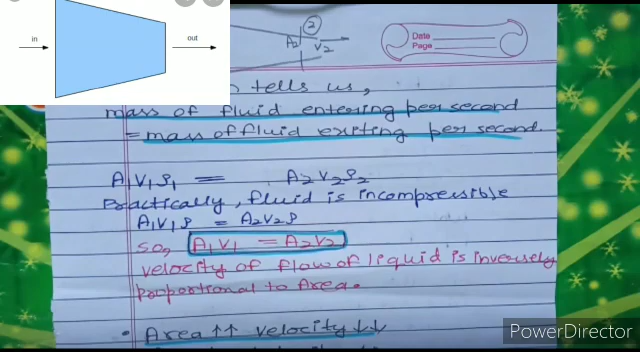 in
out
2
A2
V2
Date
Page
tells us,
mass of fluid entering per second
= mass of fluid exiting per second.
A1V1ρ1 = A2V2ρ2
Practically, fluid is incompressible
A1V1ρ = A2V2ρ
so, A1V1 = A2V2
velocity of flow of liquid is inversely
proportional to Area.
• Area ↑↑ velocity ↓↓
PowerDirector